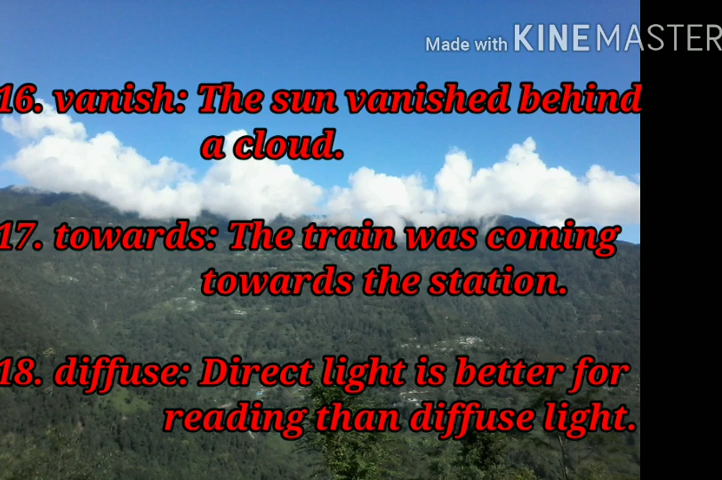 Made with KINEMASTER
16. vanish: The sun vanished behind
a cloud.
17. towards: The train was coming
towards the station.
18. diffuse: Direct light is better for
reading than diffuse light.